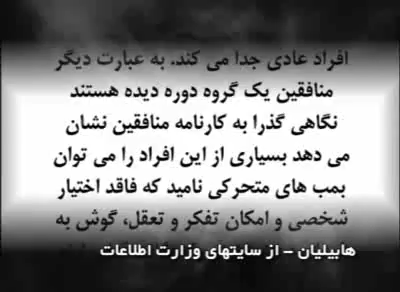 افراد عادی جدا می کند. به عبارت دیگر
منافقین یک گروه دوره دیده هستند
نگاهی گذرا به کارنامه منافقین نشان
می دهد بسیاری از این افراد را می توان
بمب های متحرکی نامید که فاقد اختیار
شخصی و امکان تفکر و تعقل، گوش به
هابیلیان - از سایتهای وزارت اطلاعات